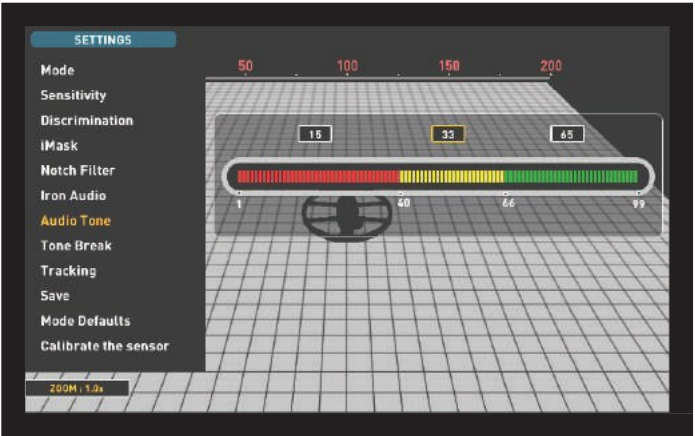 SETTINGS
Mode
Sensitivity
Discrimination
iMask
Notch Filter
Iron Audio
Audio Tone
Tone Break
Tracking
Save
Mode Defaults
Calibrate the sensor
ZOOM : 1.0x
50 100 150 200
15 33 65
1 40 66 99